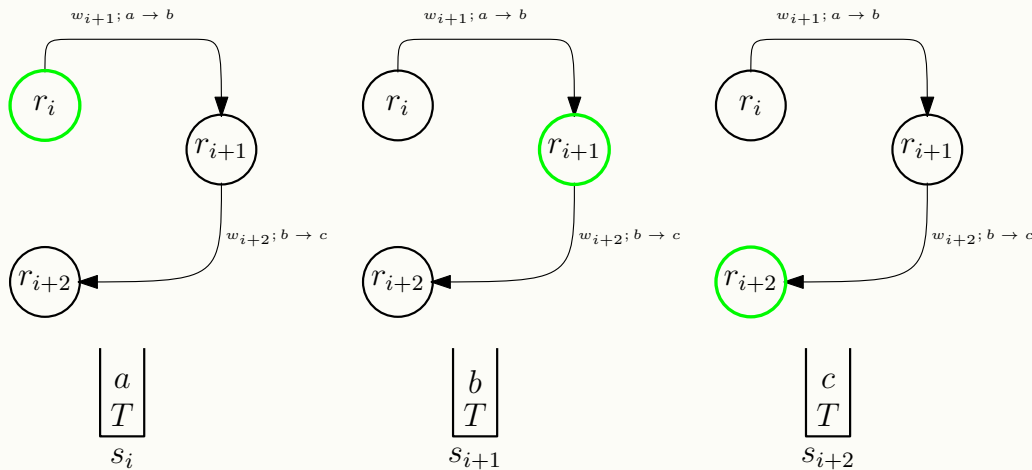 w_{i+1}; a → b
r_i
r_{i+1}
w_{i+2}; b → c
r_{i+2}
a
T
s_i
w_{i+1}; a → b
r_i
r_{i+1}
w_{i+2}; b → c
r_{i+2}
b
T
s_{i+1}
w_{i+1}; a → b
r_i
r_{i+1}
w_{i+2}; b → c
r_{i+2}
c
T
s_{i+2}